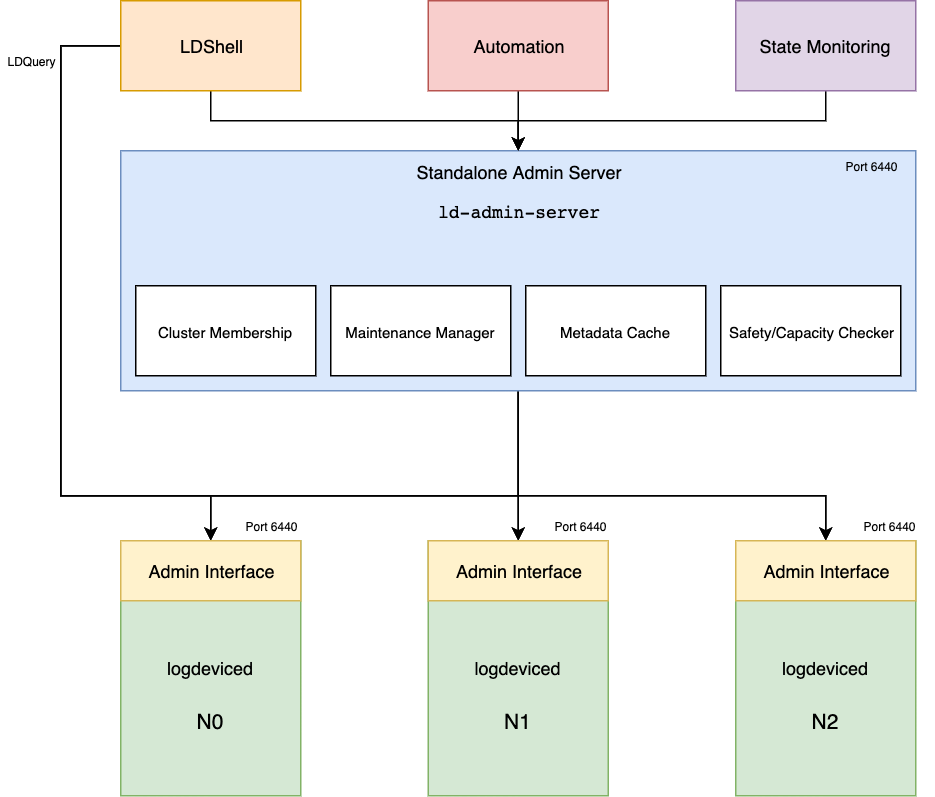 LDShell
Automation
State Monitoring
LDQuery
Standalone Admin Server
Port 6440
ld-admin-server
Cluster Membership
Maintenance Manager
Metadata Cache
Safety/Capacity Checker
Port 6440
Port 6440
Port 6440
Admin Interface
Admin Interface
Admin Interface
logdeviced
logdeviced
logdeviced
N0
N1
N2